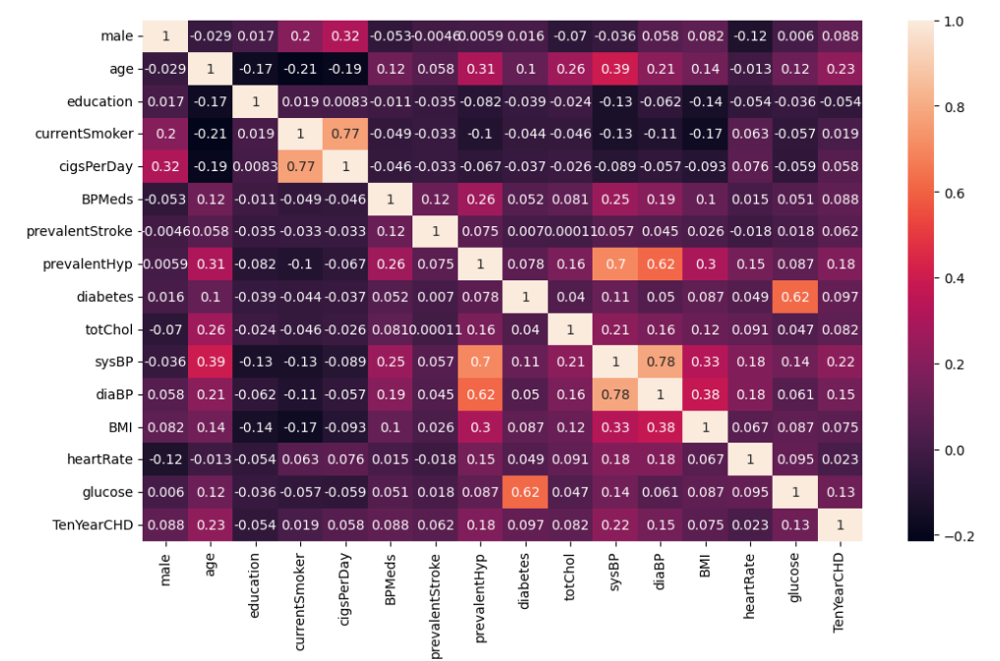 male 1 -0.029 0.017 0.2 0.32 -0.053 -0.0046 0.0059 0.016 -0.07 -0.036 0.058 0.082 -0.12 0.006 0.088 1.0
age -0.029 1 -0.17 -0.21 -0.19 0.12 0.058 0.31 0.1 0.26 0.39 0.21 0.14 -0.013 0.12 0.23
education 0.017 -0.17 1 0.019 0.0083 -0.011 -0.035 -0.082 -0.039 -0.024 -0.13 -0.062 -0.14 -0.054 -0.036 -0.054 0.8
currentSmoker 0.2 -0.21 0.019 1 0.77 -0.049 -0.033 -0.1 -0.044 -0.046 -0.13 -0.11 -0.17 0.063 -0.057 0.019
cigsPerDay 0.32 -0.19 0.0083 0.77 1 -0.046 -0.033 -0.067 -0.037 -0.026 -0.089 -0.057 -0.093 0.076 -0.059 0.058
BPMeds -0.053 0.12 -0.011 -0.049 -0.046 1 0.12 0.26 0.052 0.081 0.25 0.19 0.1 0.015 0.051 0.088 0.6
prevalentStroke -0.0046 0.058 -0.035 -0.033 -0.033 0.12 1 0.075 0.007 0.00011 0.057 0.045 0.026 -0.018 0.018 0.062
prevalentHyp 0.0059 0.31 -0.082 -0.1 -0.067 0.26 0.075 1 0.078 0.16 0.7 0.62 0.3 0.15 0.087 0.18
diabetes 0.016 0.1 -0.039 -0.044 -0.037 0.052 0.007 0.078 1 0.04 0.11 0.05 0.087 0.049 0.62 0.097 0.4
totChol -0.07 0.26 -0.024 -0.046 -0.026 0.081 0.00011 0.16 0.04 1 0.21 0.16 0.12 0.091 0.047 0.082
sysBP -0.036 0.39 -0.13 -0.13 -0.089 0.25 0.057 0.7 0.11 0.21 1 0.78 0.33 0.18 0.14 0.22 0.2
diaBP 0.058 0.21 -0.062 -0.11 -0.057 0.19 0.045 0.62 0.05 0.16 0.78 1 0.38 0.18 0.061 0.15
BMI 0.082 0.14 -0.14 -0.17 -0.093 0.1 0.026 0.3 0.087 0.12 0.33 0.38 1 0.067 0.087 0.075
heartRate -0.12 -0.013 -0.054 0.063 0.076 0.015 -0.018 0.15 0.049 0.091 0.18 0.18 0.067 1 0.095 0.023 0.0
glucose 0.006 0.12 -0.036 -0.057 -0.059 0.051 0.018 0.087 0.62 0.047 0.14 0.061 0.087 0.095 1 0.13
TenYearCHD 0.088 0.23 -0.054 0.019 0.058 0.088 0.062 0.18 0.097 0.082 0.22 0.15 0.075 0.023 0.13 1 −0.2
male
age
education
currentSmoker
cigsPerDay
BPMeds
prevalentStroke
prevalentHyp
diabetes
totChol
sysBP
diaBP
BMI
heartRate
glucose
TenYearCHD